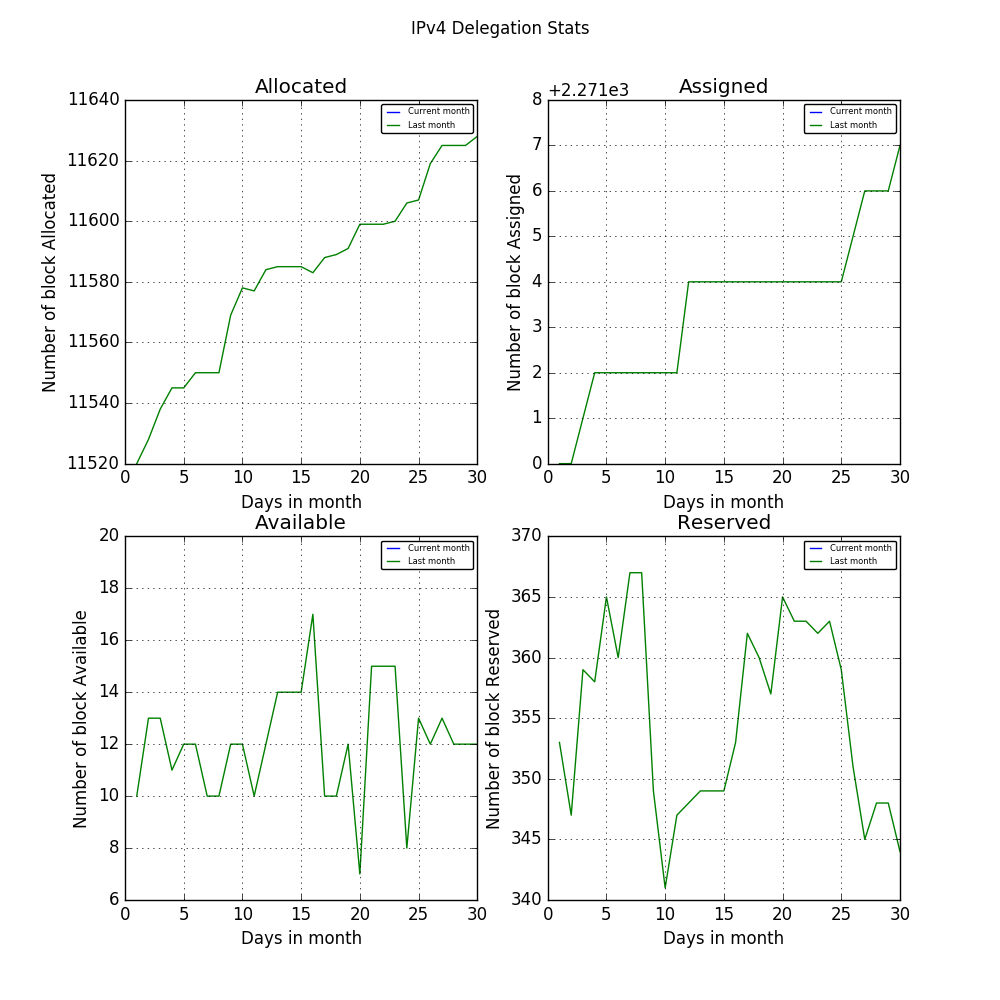 IPv4 Delegation Stats
Allocated
11640
11620
11600
11580
11560
11540
11520
Number of block Allocated
Current month
Last month
0 5 10 15 20 25 30
Days in month
+2.271e3
Assigned
8
7
6
5
4
3
2
1
0
Number of block Assigned
Current month
Last month
0 5 10 15 20 25 30
Days in month
Available
20
18
16
14
12
10
8
6
Number of block Available
Current month
Last month
0 5 10 15 20 25 30
Days in month
Reserved
370
365
360
355
350
345
340
Number of block Reserved
Current month
Last month
0 5 10 15 20 25 30
Days in month